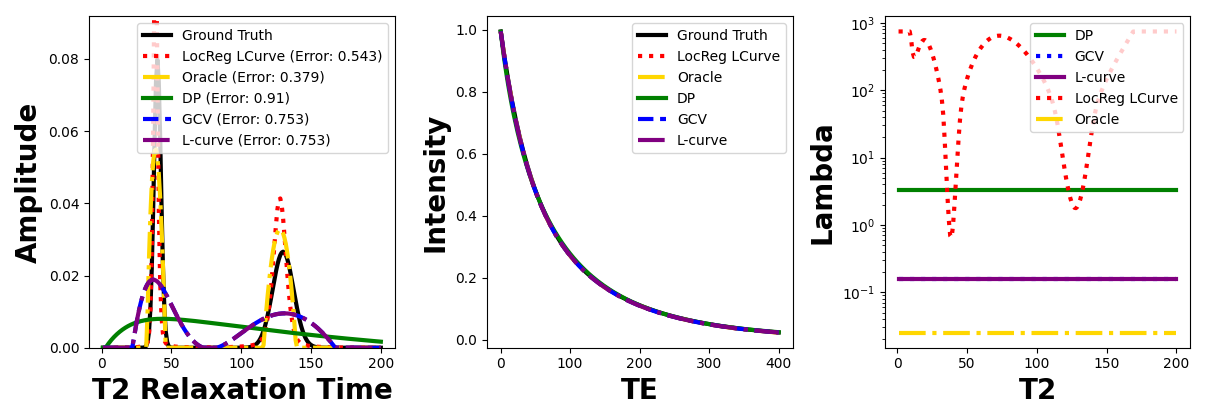 Amplitude
0.08
0.06
0.04
0.02
0.00
Ground Truth
LocReg LCurve (Error: 0.543)
Oracle (Error: 0.379)
DP (Error: 0.91)
GCV (Error: 0.753)
L-curve (Error: 0.753)
0 50 100 150 200
T2 Relaxation Time
Intensity
1.0
0.8
0.6
0.4
0.2
0.0
Ground Truth
LocReg LCurve
Oracle
DP
GCV
L-curve
0 100 200 300 400
TE
Lambda
10³
10²
10¹
10⁰
10⁻¹
DP
GCV
L-curve
LocReg LCurve
Oracle
0 50 100 150 200
T2